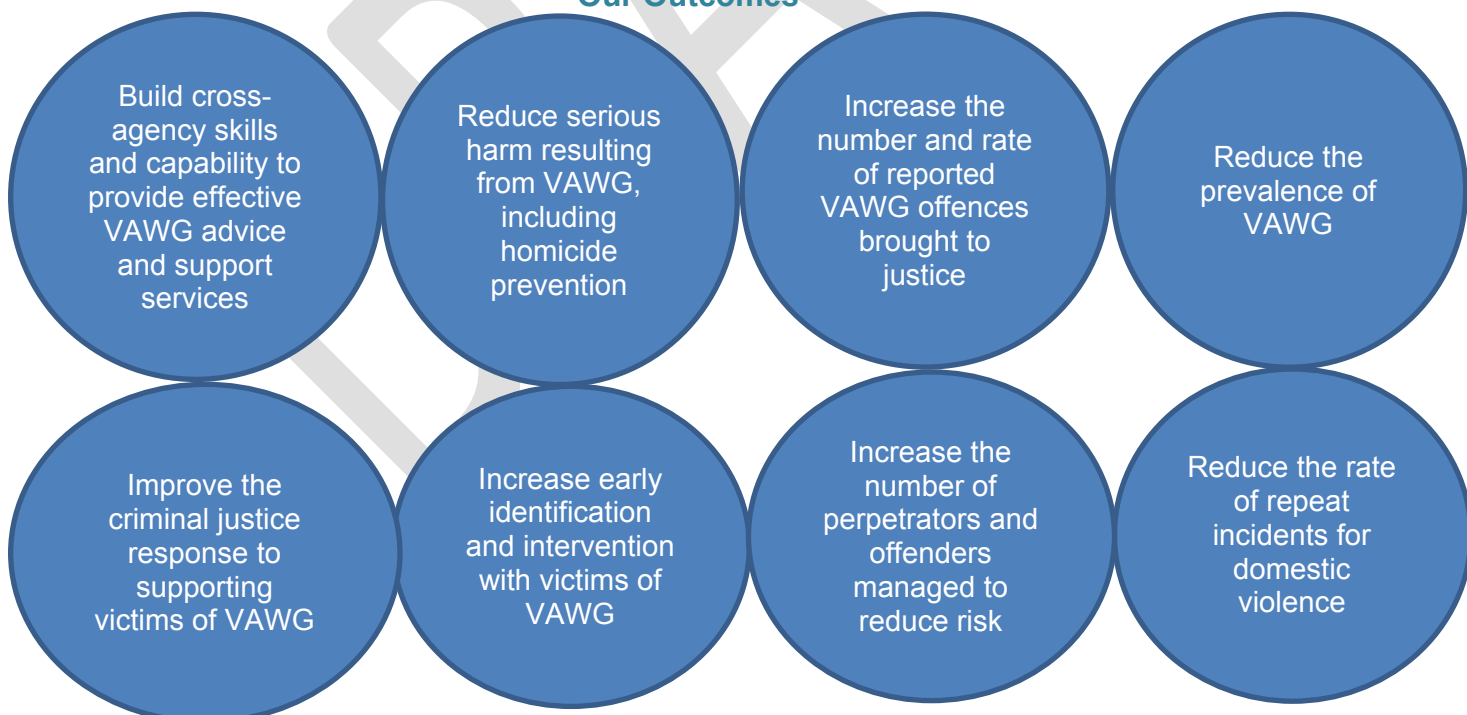 Our Outcomes
Build cross-
agency skills
and capability to
provide effective
VAWG advice
and support
services
Reduce serious
harm resulting
from VAWG,
including
homicide
prevention
Increase the
number and rate
of reported
VAWG offences
brought to
justice
Reduce the
prevalence of
VAWG
Improve the
criminal justice
response to
supporting
victims of VAWG
Increase early
identification
and intervention
with victims of
VAWG
Increase the
number of
perpetrators and
offenders
managed to
reduce risk
Reduce the rate
of repeat
incidents for
domestic
violence